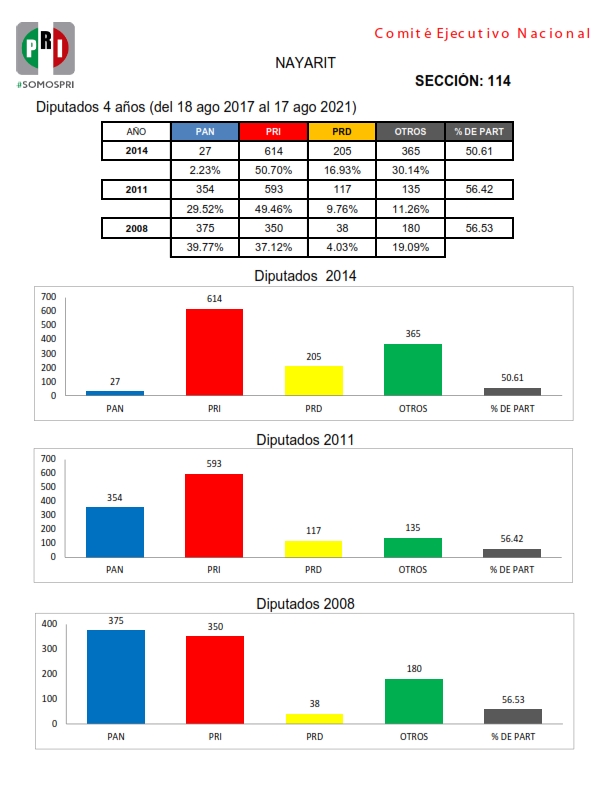 Comité Ejecutivo Nacional
PRI
#SOMOSPRI
NAYARIT
SECCIÓN: 114
Diputados 4 años (del 18 ago 2017 al 17 ago 2021)
AÑO PAN PRI PRD OTROS % DE PART
2014 27 614 205 365 50.61
2.23% 50.70% 16.93% 30.14%
2011 354 593 117 135 56.42
29.52% 49.46% 9.76% 11.26%
2008 375 350 38 180 56.53
39.77% 37.12% 4.03% 19.09%
Diputados 2014
700
600
500
400
300
200
100
0
27 614 205 365 50.61
PAN PRI PRD OTROS % DE PART
Diputados 2011
700
600
500
400
300
200
100
0
354 593 117 135 56.42
PAN PRI PRD OTROS % DE PART
Diputados 2008
400
300
200
100
0
375 350 38 180 56.53
PAN PRI PRD OTROS % DE PART